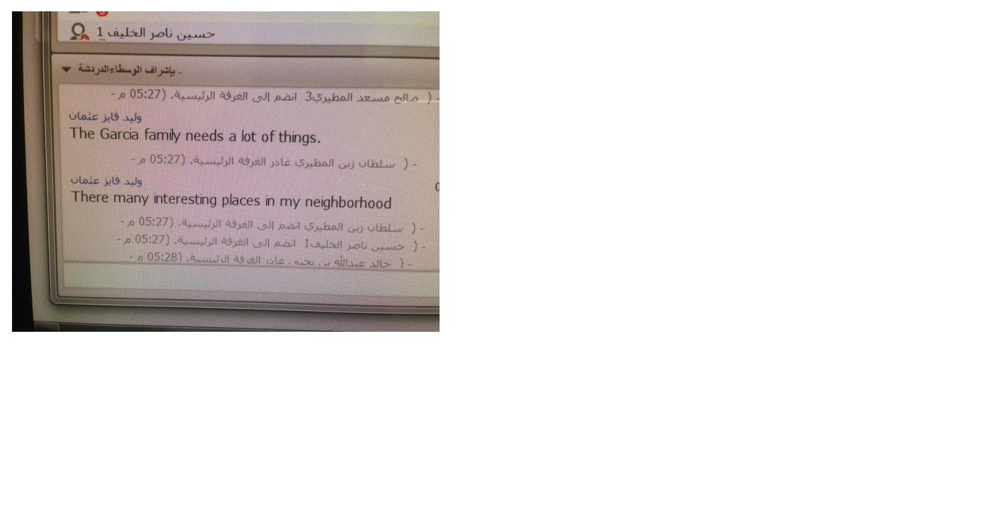 حسين ناصر الخليف 1
بإشراف الوسطاءالدردشة -
- ( صالح مسعد المطيري3 انضم إلى الغرفة الرئيسية. (05:27 م -
وليد فايز عثمان
The Garcia family needs a lot of things.
- ( سلطان زبن المطيري غادر الغرفة الرئيسية. (05:27 م -
وليد فايز عثمان
There many interesting places in my neighborhood
- ( سلطان زبن المطيري انضم إلى الغرفة الرئيسية. (05:27 م -
- ( حسين ناصر الخليف1 انضم إلى الغرفة الرئيسية. (05:27 م -
- ( خالد عبدالله بن يحيى غادر الغرفة الرئيسية. (05:28 م -